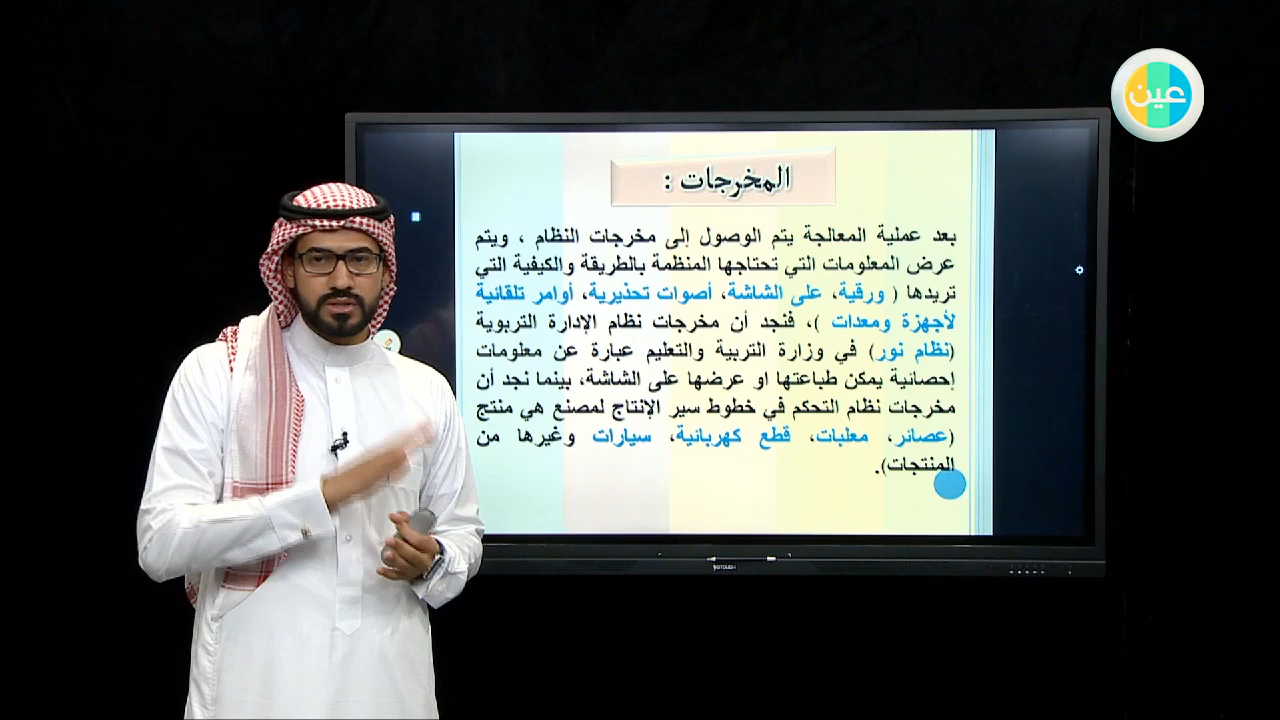 عين
المخرجات :
بعد عملية المعالجة يتم الوصول إلى مخرجات النظام ، ويتم
عرض المعلومات التي تحتاجها المنظمة بالطريقة والكيفية التي
تريدها ( ورقية، على الشاشة، أصوات تحذيرية، أوامر تلقائية
لأجهزة ومعدات )، فنجد أن مخرجات نظام الإدارة التربوية
(نظام نور) في وزارة التربية والتعليم عبارة عن معلومات
إحصائية يمكن طباعتها او عرضها على الشاشة، بينما نجد أن
مخرجات نظام التحكم في خطوط سير الإنتاج لمصنع هي منتج
(عصائر، معلبات، قطع كهربائية، سيارات وغيرها من
المنتجات).